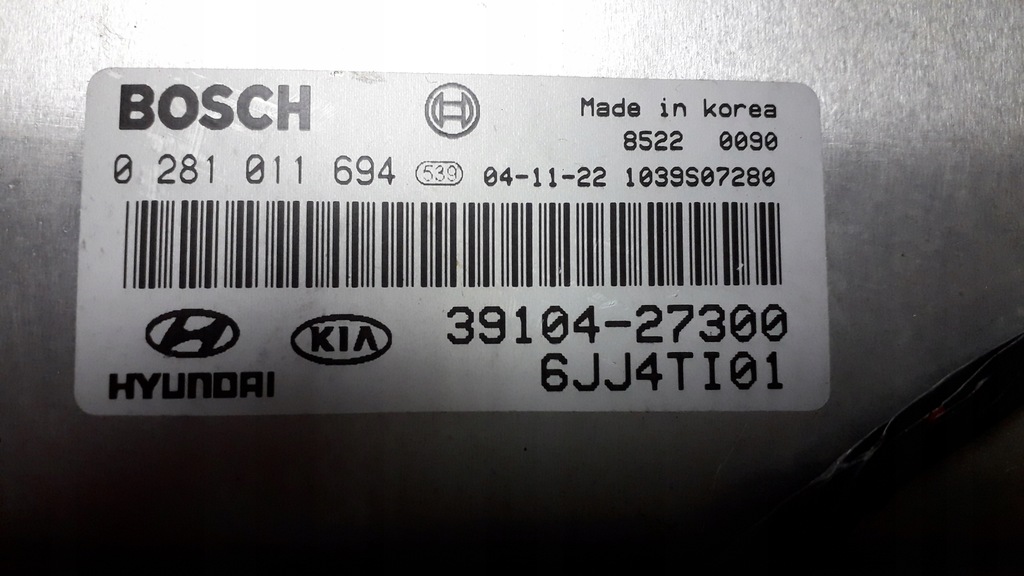 BOSCH
Made in korea
8522 0090
0 281 011 694 539 04-11-22 1039S07280
KIA 39104-27300
HYUNDAI 6JJ4TI01